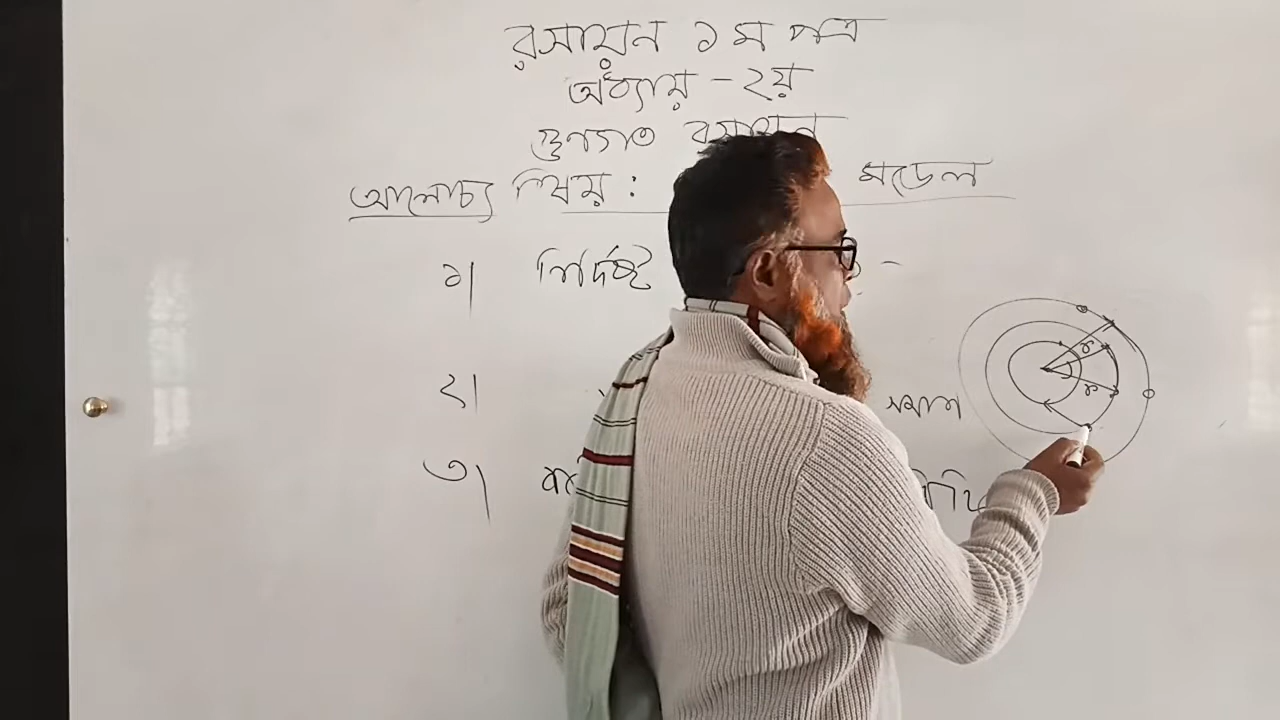 রসায়ন ১ম পত্র
অধ্যায় - ২য়
গুণগত রসায়ন
আলোচ্য বিষয় : মডেল
১| নির্দিষ্ট
২| সমান
৩|
r
r